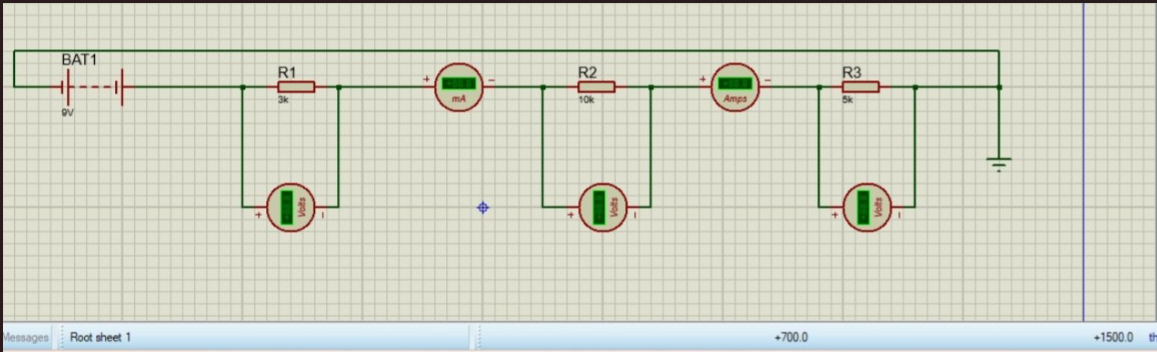 BAT1
9V
R1
3k
mA
R2
10k
Amps
R3
5k
Volts
Volts
Volts
Messages
Root sheet 1
+700.0
+1500.0
th